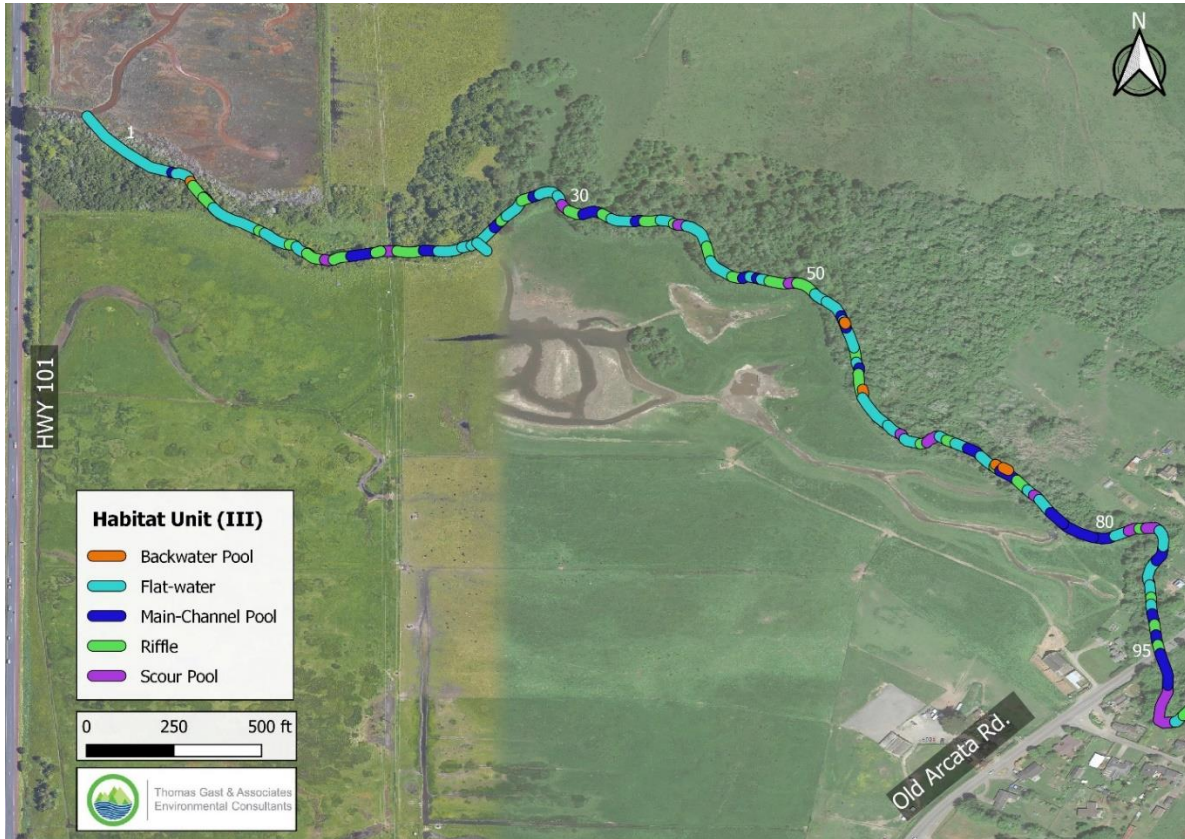 N
1
30
50
HWY 101
80
95
Old Arcata Rd.
Habitat Unit (III)
Backwater Pool
Flat-water
Main-Channel Pool
Riffle
Scour Pool
0 250 500 ft
Thomas Gast & Associates
Environmental Consultants